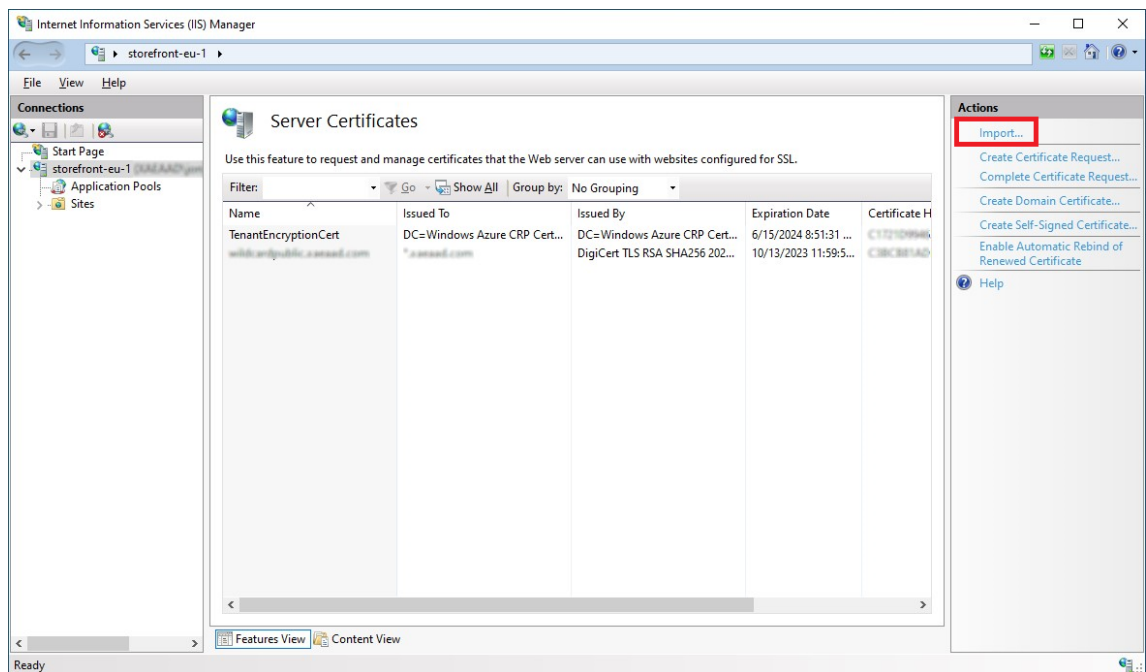 Internet Information Services (IIS) Manager
storefront-eu-1
File View Help
Connections
Start Page
storefront-eu-1
Application Pools
Sites
Server Certificates
Use this feature to request and manage certificates that the Web server can use with websites configured for SSL.
Filter: Go Show All Group by: No Grouping
Name Issued To Issued By Expiration Date Certificate H
TenantEncryptionCert DC=Windows Azure CRP Cert... DC=Windows Azure CRP Cert... 6/15/2024 8:51:31 ...
DigiCert TLS RSA SHA256 202... 10/13/2023 11:59:5...
Features View Content View
Actions
Import...
Create Certificate Request...
Complete Certificate Request...
Create Domain Certificate...
Create Self-Signed Certificate...
Enable Automatic Rebind of
Renewed Certificate
Help
Ready